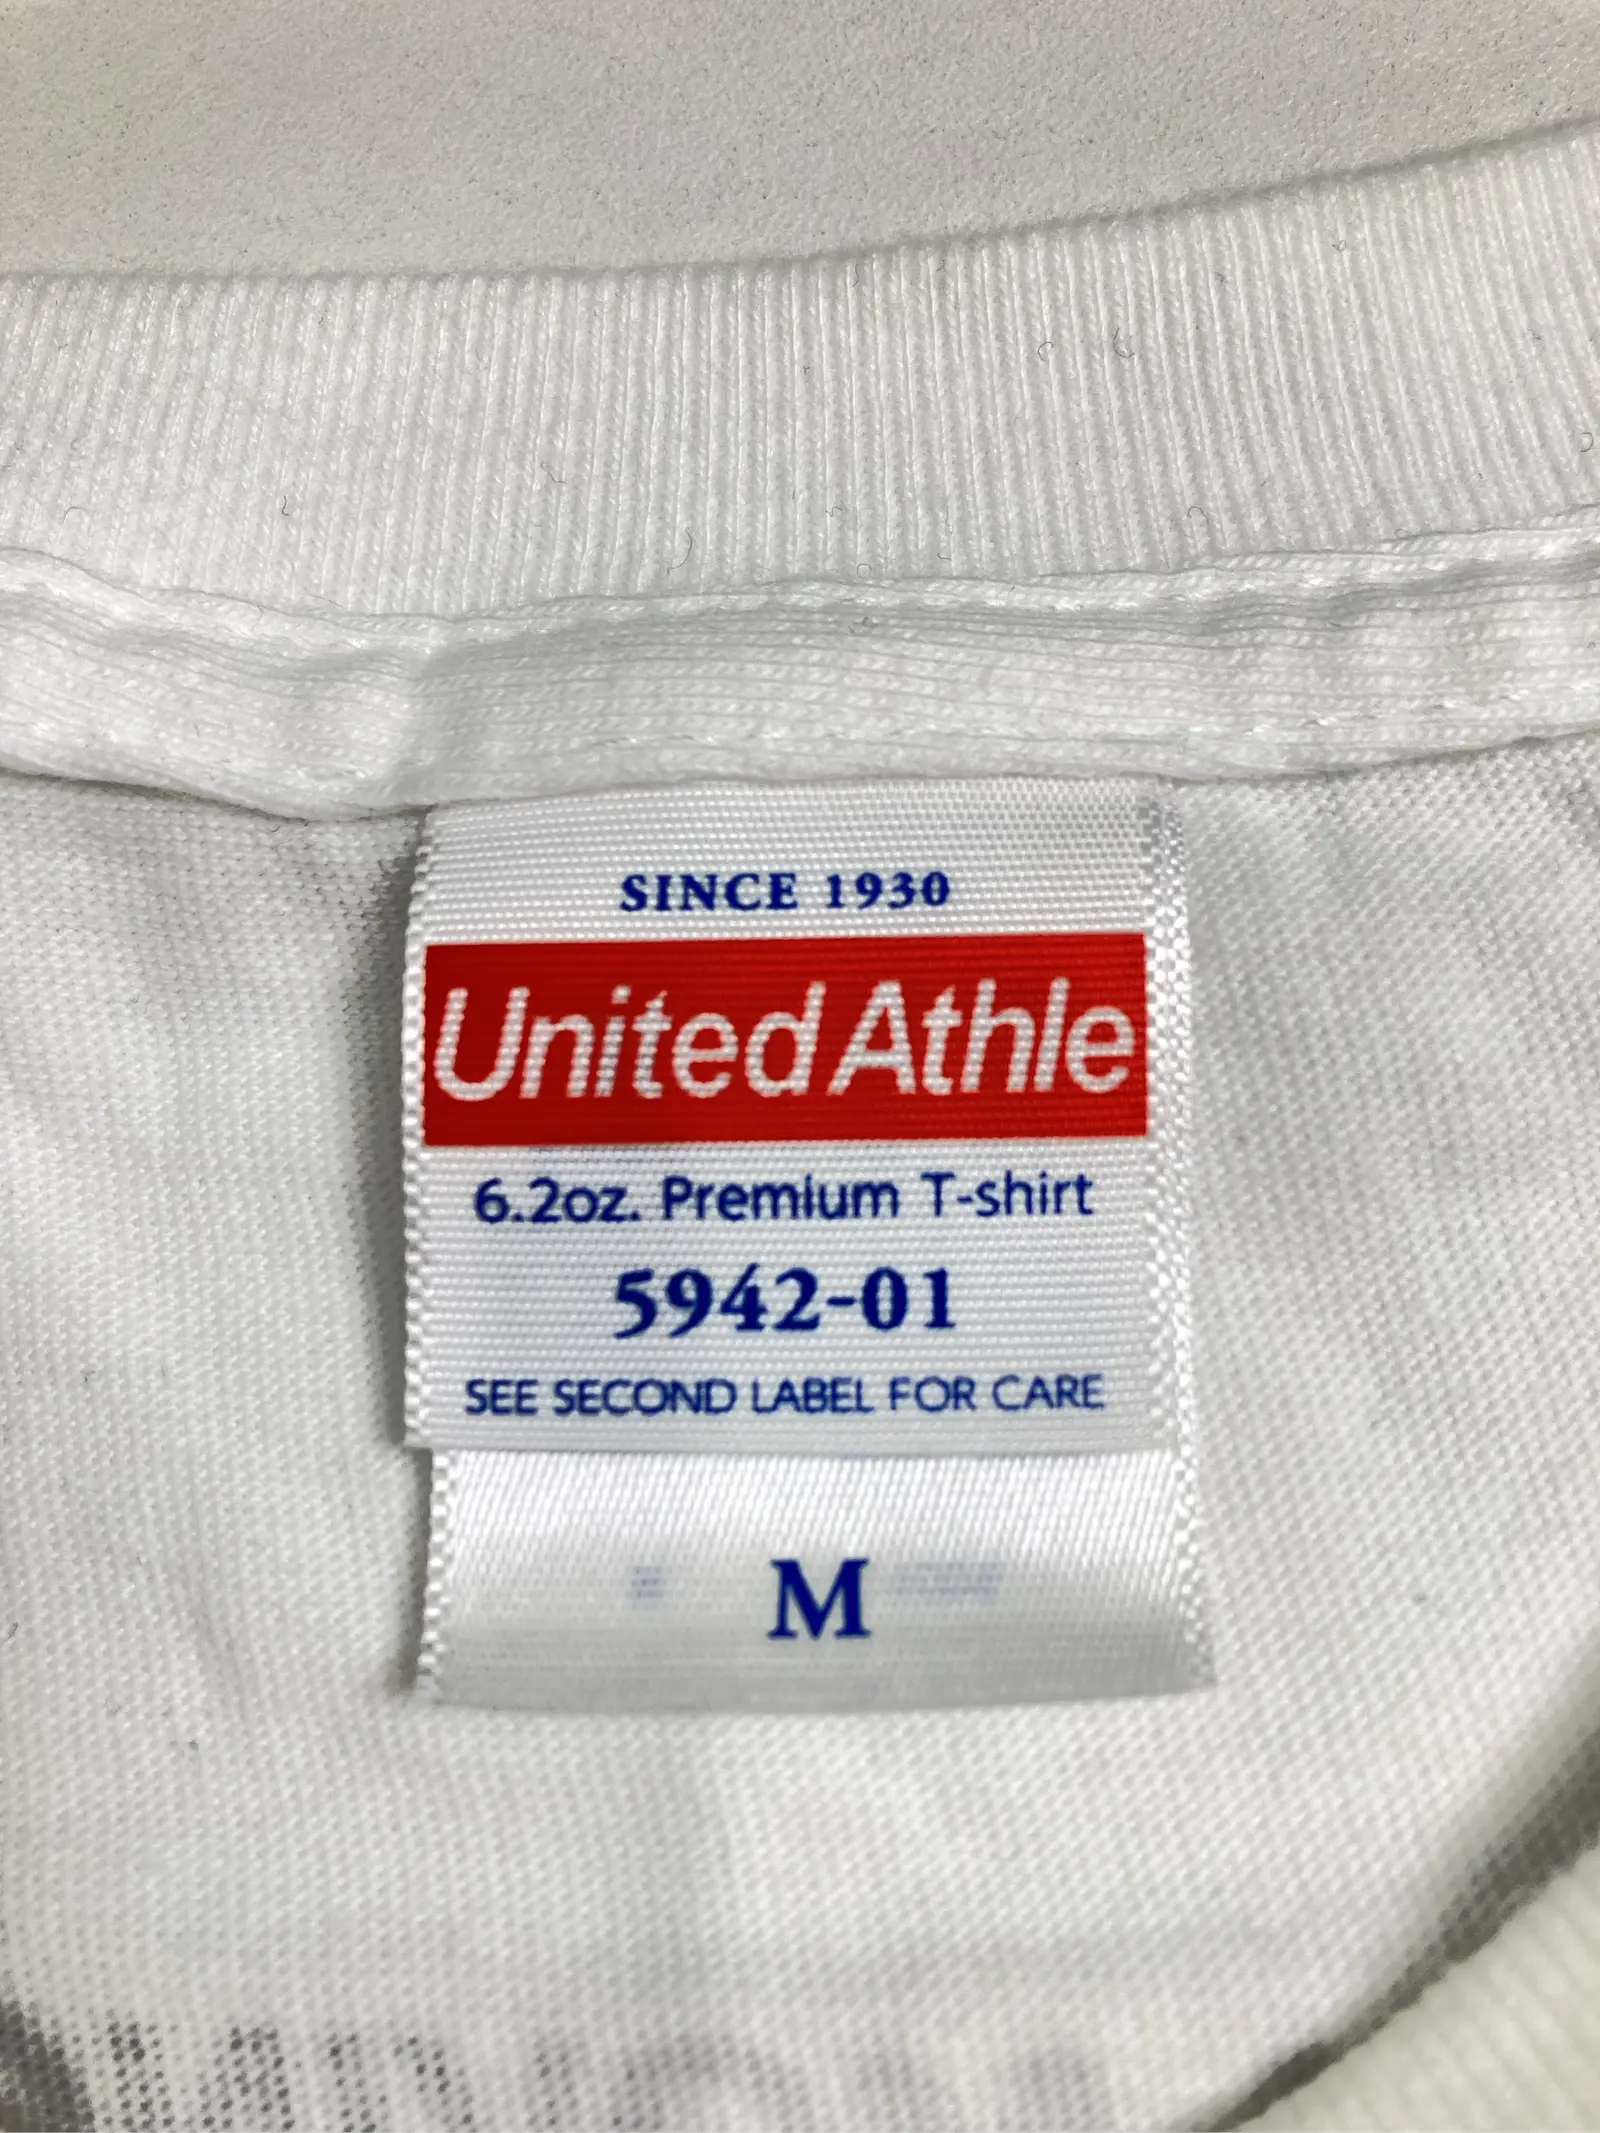 SINCE 1930
United Athle
6.2oz. Premium T-shirt
5942-01
SEE SECOND LABEL FOR CARE
M